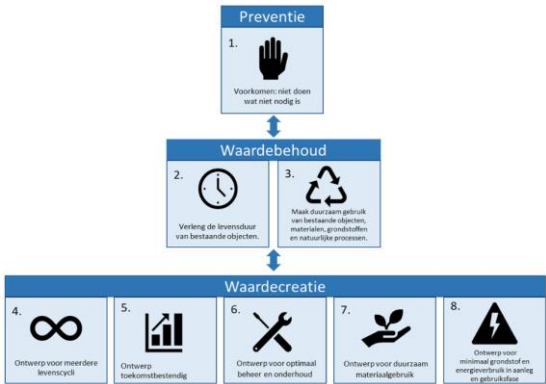 Preventie
1.
Voorkomen: niet doen
wat niet nodig is
Waardebehoud
2.
Verleng de levensduur
van bestaande objecten.
3.
Maak duurzaam gebruik
van bestaande objecten,
materialen, grondstoffen
en natuurlijke processen.
Waardecreatie
4.
Ontwerp voor meerdere
levenscycli
5.
Ontwerp
toekomstbestendig
6.
Ontwerp voor optimaal
beheer en onderhoud
7.
Ontwerp voor duurzaam
materiaalgebruik
8.
Ontwerp voor
minimaal grondstof en
energieverbuik in aanleg
en gebruiksfase